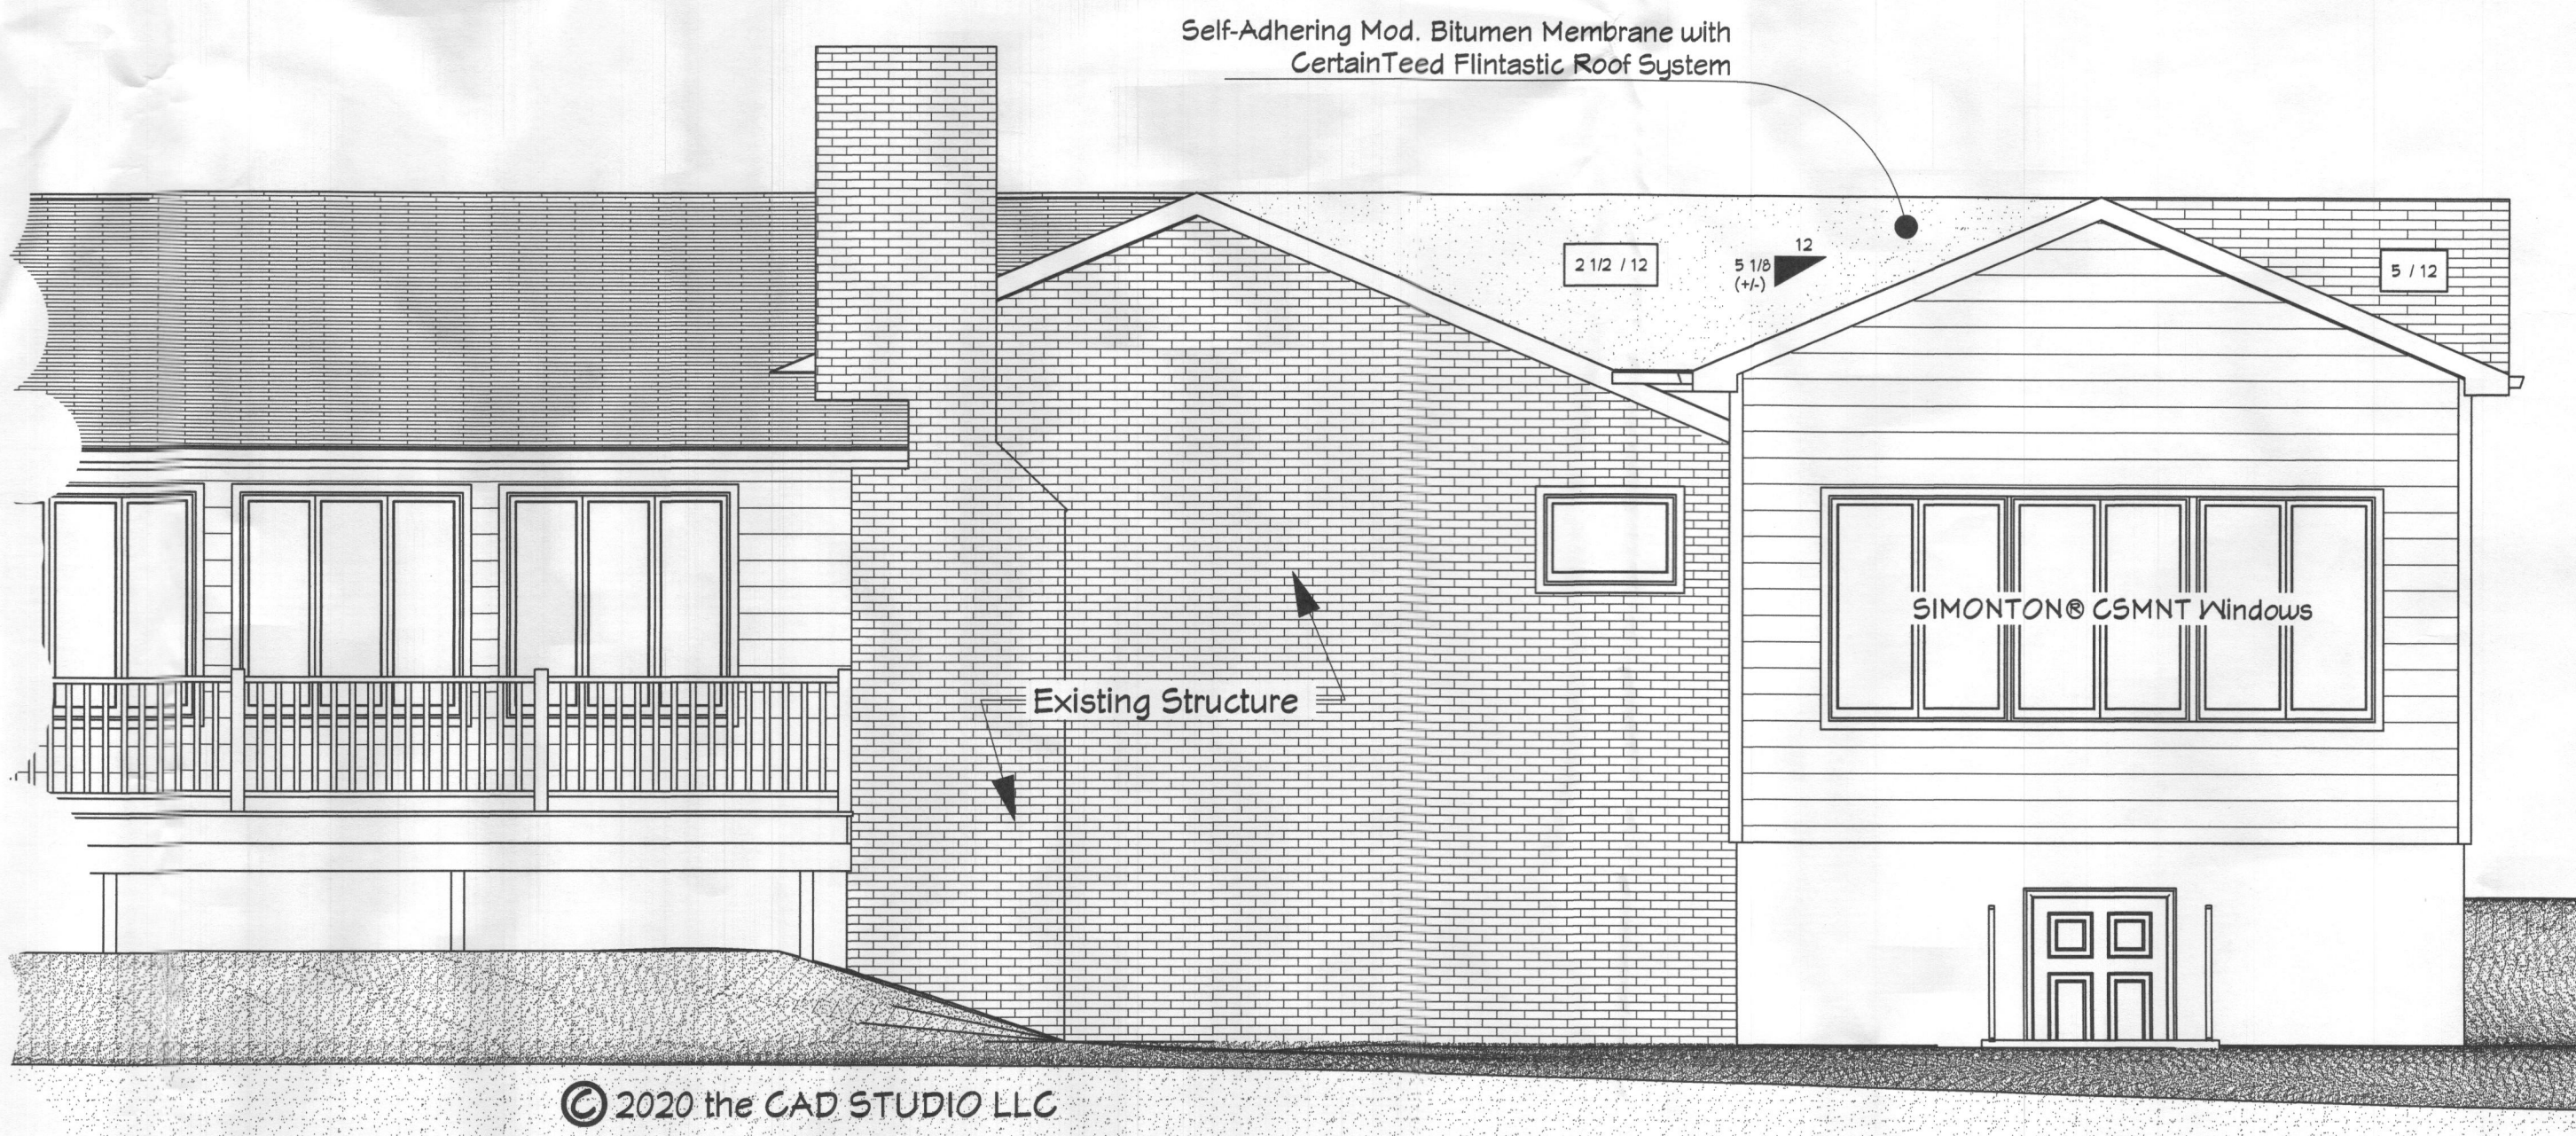 Self-Adhering Mod. Bitumen Membrane with
CertainTeed Flintastic Roof System
12
2 1/2 / 12
5 1/8
(+/-)
5 / 12
SIMONTON® CSMNT Windows
Existing Structure
© 2020 the CAD STUDIO LLC